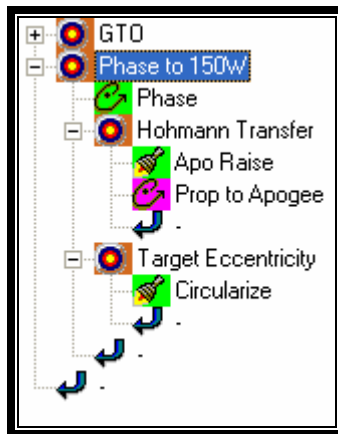 GTO
Phase to 150W
Phase
Hohmann Transfer
Apo Raise
Prop to Apogee
-
Target Eccentricity
Circularize
-
-
-